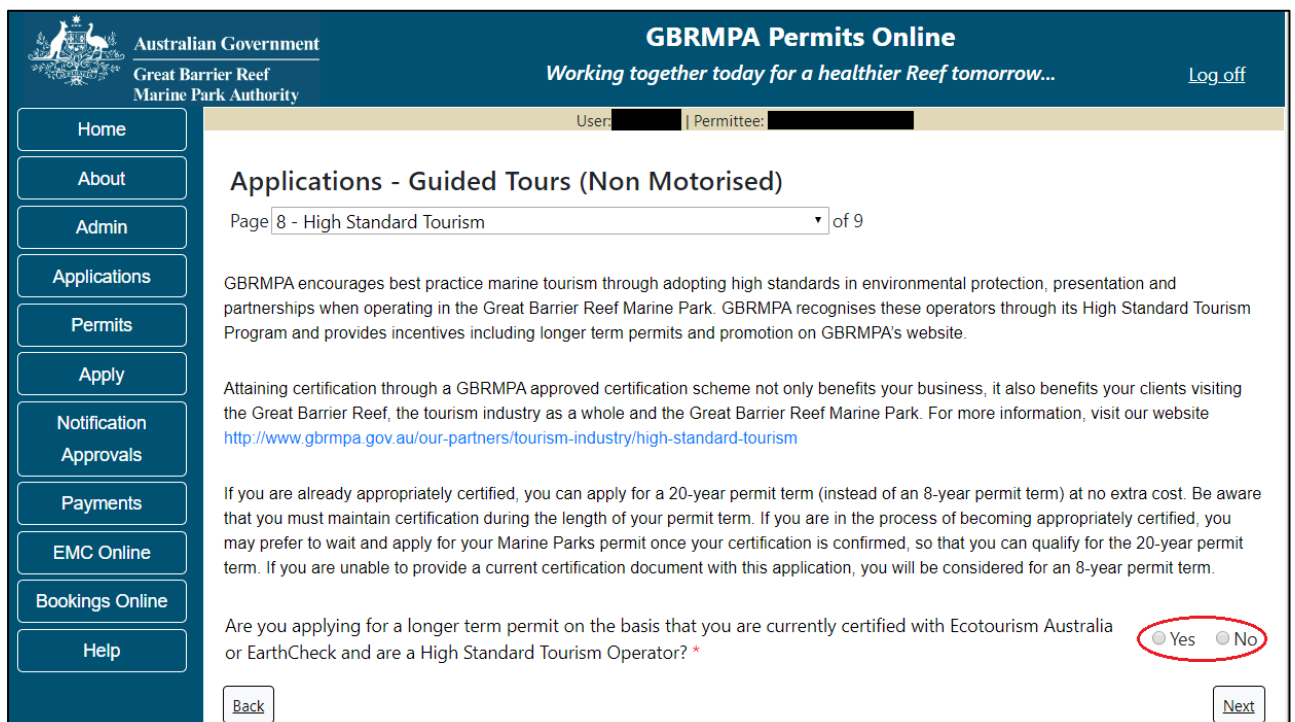 Australian Government
Great Barrier Reef
Marine Park Authority
GBRMPA Permits Online
Working together today for a healthier Reef tomorrow...
Log off
User: | Permittee:
Home
About
Admin
Applications
Permits
Apply
Notification
Approvals
Payments
EMC Online
Bookings Online
Help
Applications - Guided Tours (Non Motorised)
Page 8 - High Standard Tourism of 9
GBRMPA encourages best practice marine tourism through adopting high standards in environmental protection, presentation and
partnerships when operating in the Great Barrier Reef Marine Park. GBRMPA recognises these operators through its High Standard Tourism
Program and provides incentives including longer term permits and promotion on GBRMPA's website.
Attaining certification through a GBRMPA approved certification scheme not only benefits your business, it also benefits your clients visiting
the Great Barrier Reef, the tourism industry as a whole and the Great Barrier Reef Marine Park. For more information, visit our website
http://www.gbrmpa.gov.au/our-partners/tourism-industry/high-standard-tourism
If you are already appropriately certified, you can apply for a 20-year permit term (instead of an 8-year permit term) at no extra cost. Be aware
that you must maintain certification during the length of your permit term. If you are in the process of becoming appropriately certified, you
may prefer to wait and apply for your Marine Parks permit once your certification is confirmed, so that you can qualify for the 20-year permit
term. If you are unable to provide a current certification document with this application, you will be considered for an 8-year permit term.
Are you applying for a longer term permit on the basis that you are currently certified with Ecotourism Australia
or EarthCheck and are a High Standard Tourism Operator? *
Yes No
Back
Next